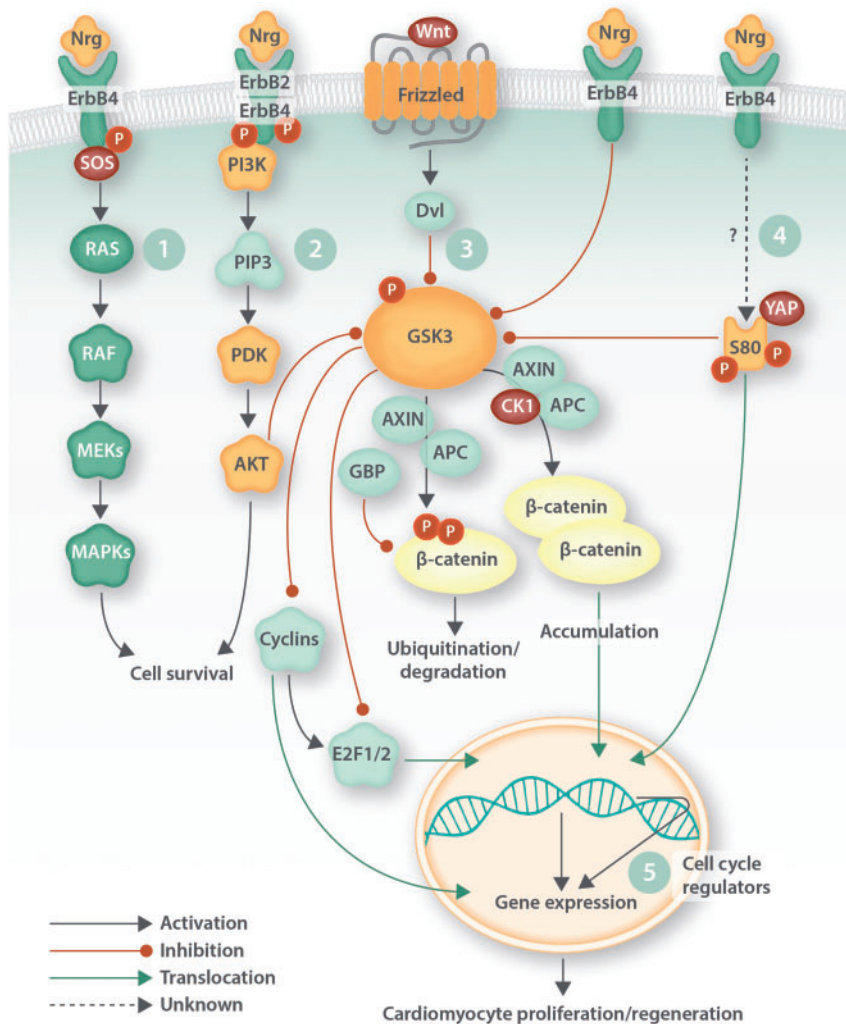 Nrg
Nrg
Wnt
Nrg
Nrg
ErbB4
ErbB2
ErbB4
Frizzled
ErbB4
ErbB4
P
SOS
P
P
PI3K
Dvl
RAS
1
PIP3
2
3
?
4
P
GSK3
YAP
S80
P
P
RAF
PDK
AXIN
CK1
APC
AXIN
APC
MEKs
AKT
GBP
β-catenin
β-catenin
P
P
β-catenin
MAPKs
Cell survival
Cyclins
Ubiquitination/
degradation
Accumulation
E2F1/2
5
Cell cycle
regulators
Gene expression
Activation
Inhibition
Translocation
Unknown
Cardiomyocyte proliferation/regeneration